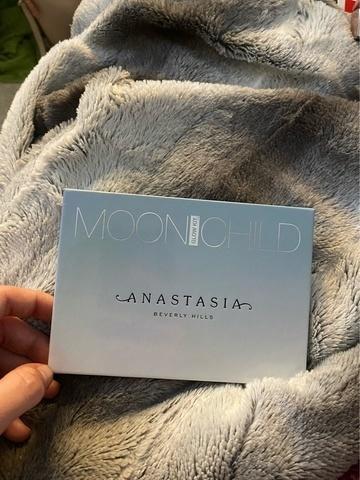 MOON GLOW KIT CHILD
ANASTASIA
BEVERLY HILLS